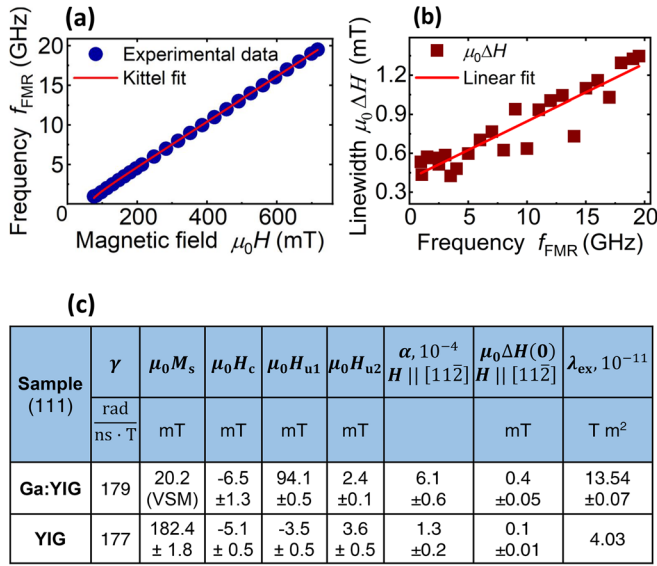 (a)
Frequency f_FMR (GHz)
20
15
10
5
Experimental data
Kittel fit
0 200 400 600
Magnetic field μ₀H (mT)
(b)
Linewidth μ₀ΔH (mT)
1.2
0.9
0.6
0.3
μ₀ΔH
Linear fit
0 5 10 15 20
Frequency f_FMR (GHz)
(c)
Sample (111) γ μ₀Mₛ μ₀H_c μ₀H_u1 μ₀H_u2 α, 10⁻⁴ H || [112̅] μ₀ΔH(0) H || [112̅] λ_ex, 10⁻¹¹
rad/ns · T mT mT mT mT mT T m²
Ga:YIG 179 20.2 (VSM) -6.5 ±1.3 94.1 ±0.5 2.4 ±0.1 6.1 ±0.6 0.4 ±0.05 13.54 ±0.07
YIG 177 182.4 ± 1.8 -5.1 ± 0.5 -3.5 ± 0.5 3.6 ± 0.5 1.3 ±0.2 0.1 ±0.01 4.03